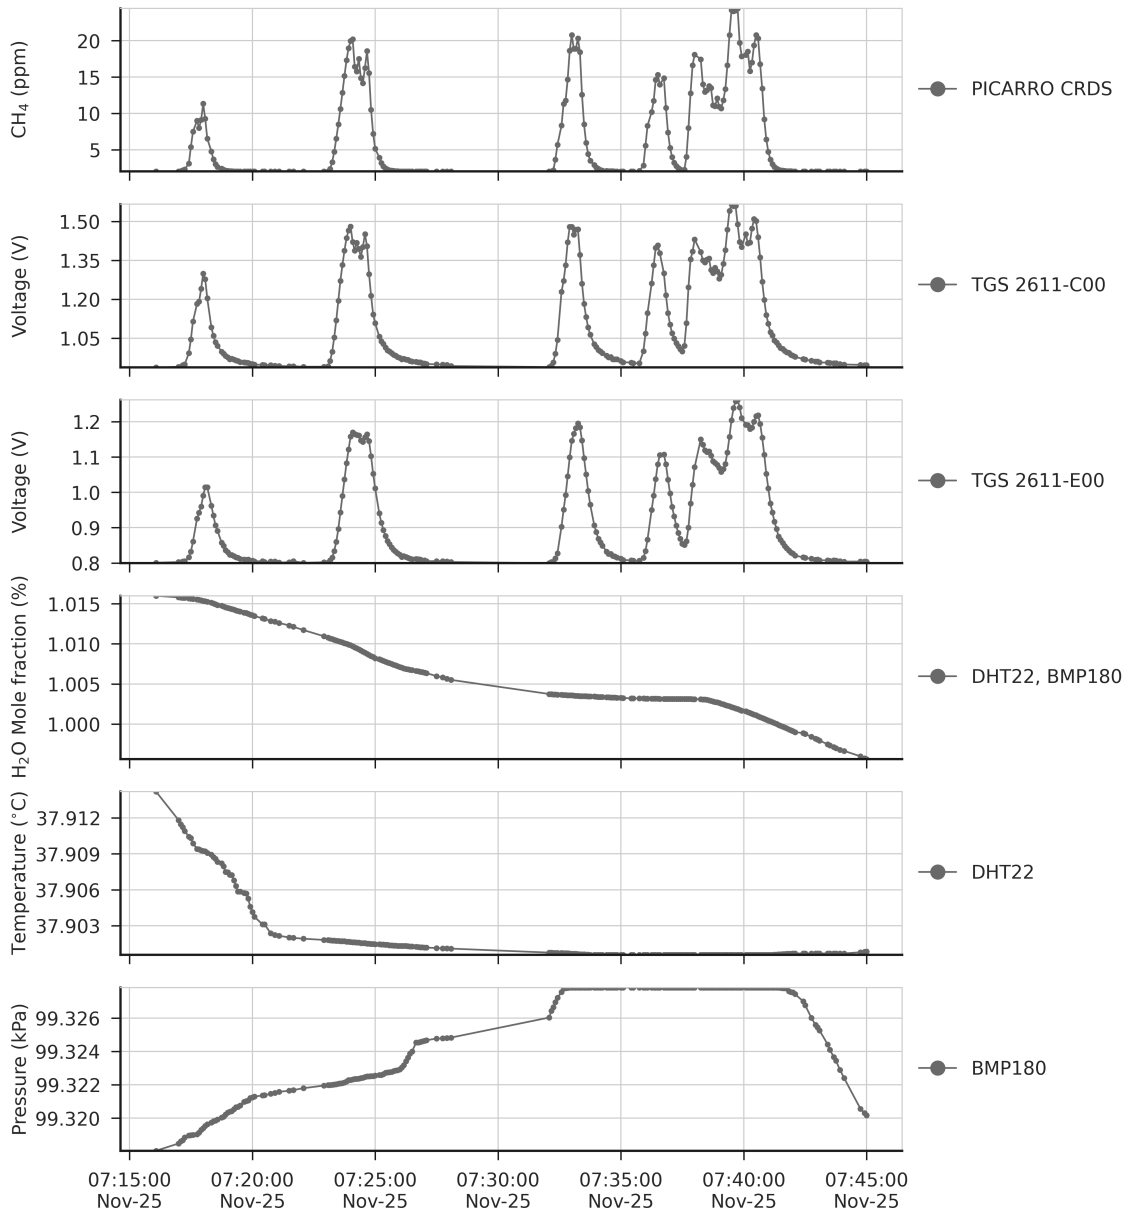 CH4 (ppm)
20
15
10
5
PICARRO CRDS
Voltage (V)
1.50
1.35
1.20
1.05
TGS 2611-C00
Voltage (V)
1.2
1.1
1.0
0.9
0.8
TGS 2611-E00
H2O Mole fraction (%)
1.015
1.010
1.005
1.000
DHT22, BMP180
Temperature (°C)
37.912
37.909
37.906
37.903
DHT22
Pressure (kPa)
99.326
99.324
99.322
99.320
BMP180
07:15:00 07:20:00 07:25:00 07:30:00 07:35:00 07:40:00 07:45:00
Nov-25 Nov-25 Nov-25 Nov-25 Nov-25 Nov-25 Nov-25